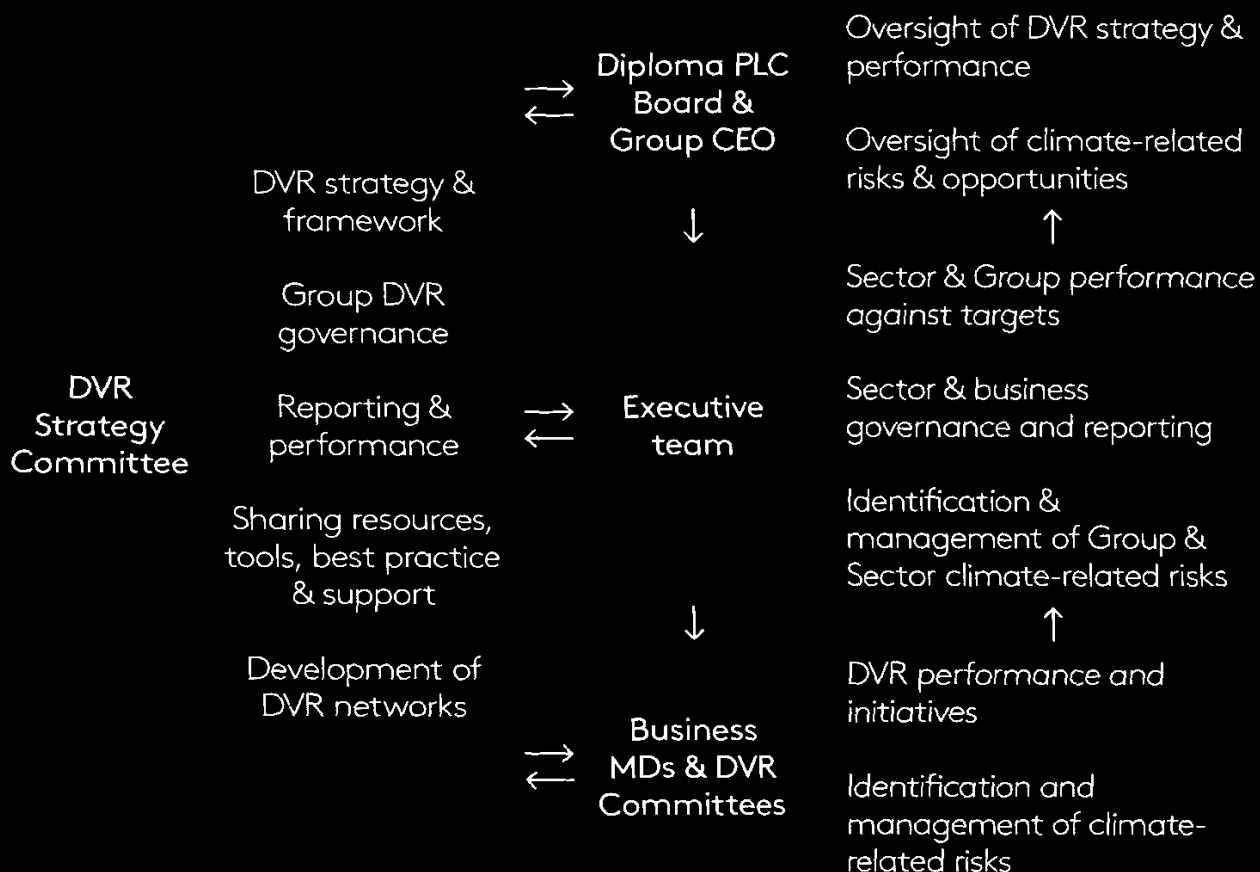 DVR
Strategy
Committee
DVR strategy &
framework
Group DVR
governance
Reporting &
performance
Sharing resources,
tools, best practice
& support
Development of
DVR networks
Diploma PLC
Board &
Group CEO
Executive
team
Business
MDs & DVR
Committees
Oversight of DVR strategy &
performance
Oversight of climate-related
risks & opportunities
Sector & Group performance
against targets
Sector & business
governance and reporting
Identification &
management of Group &
Sector climate-related risks
DVR performance and
initiatives
Identification and
management of climate-
related risks